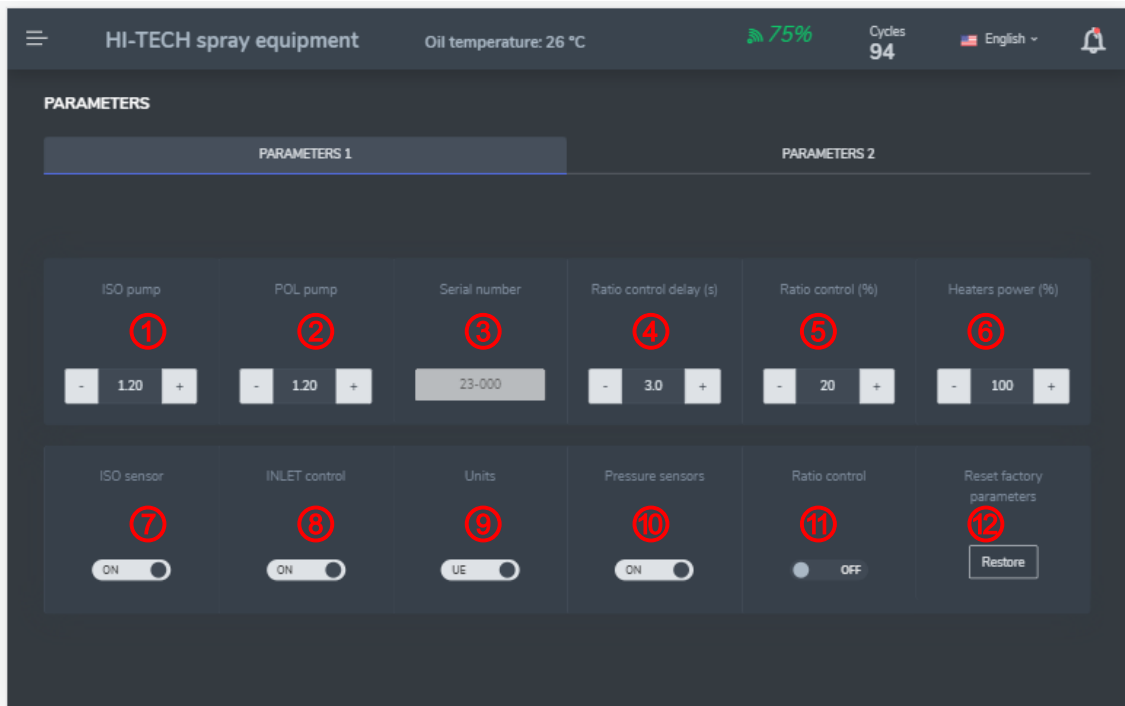 HI-TECH spray equipment Oil temperature: 26 °C 75% Cycles 94 English
PARAMETERS
PARAMETERS 1 PARAMETERS 2
ISO pump POL pump Serial number Ratio control delay (s) Ratio control (%) Heaters power (%)
1 2 3 4 5 6
- 1.20 + - 1.20 + 23-000 - 3.0 + - 20 + - 100 +
ISO sensor INLET control Units Pressure sensors Ratio control Reset factory parameters
7 8 9 10 11 12
ON ON UE ON OFF Restore